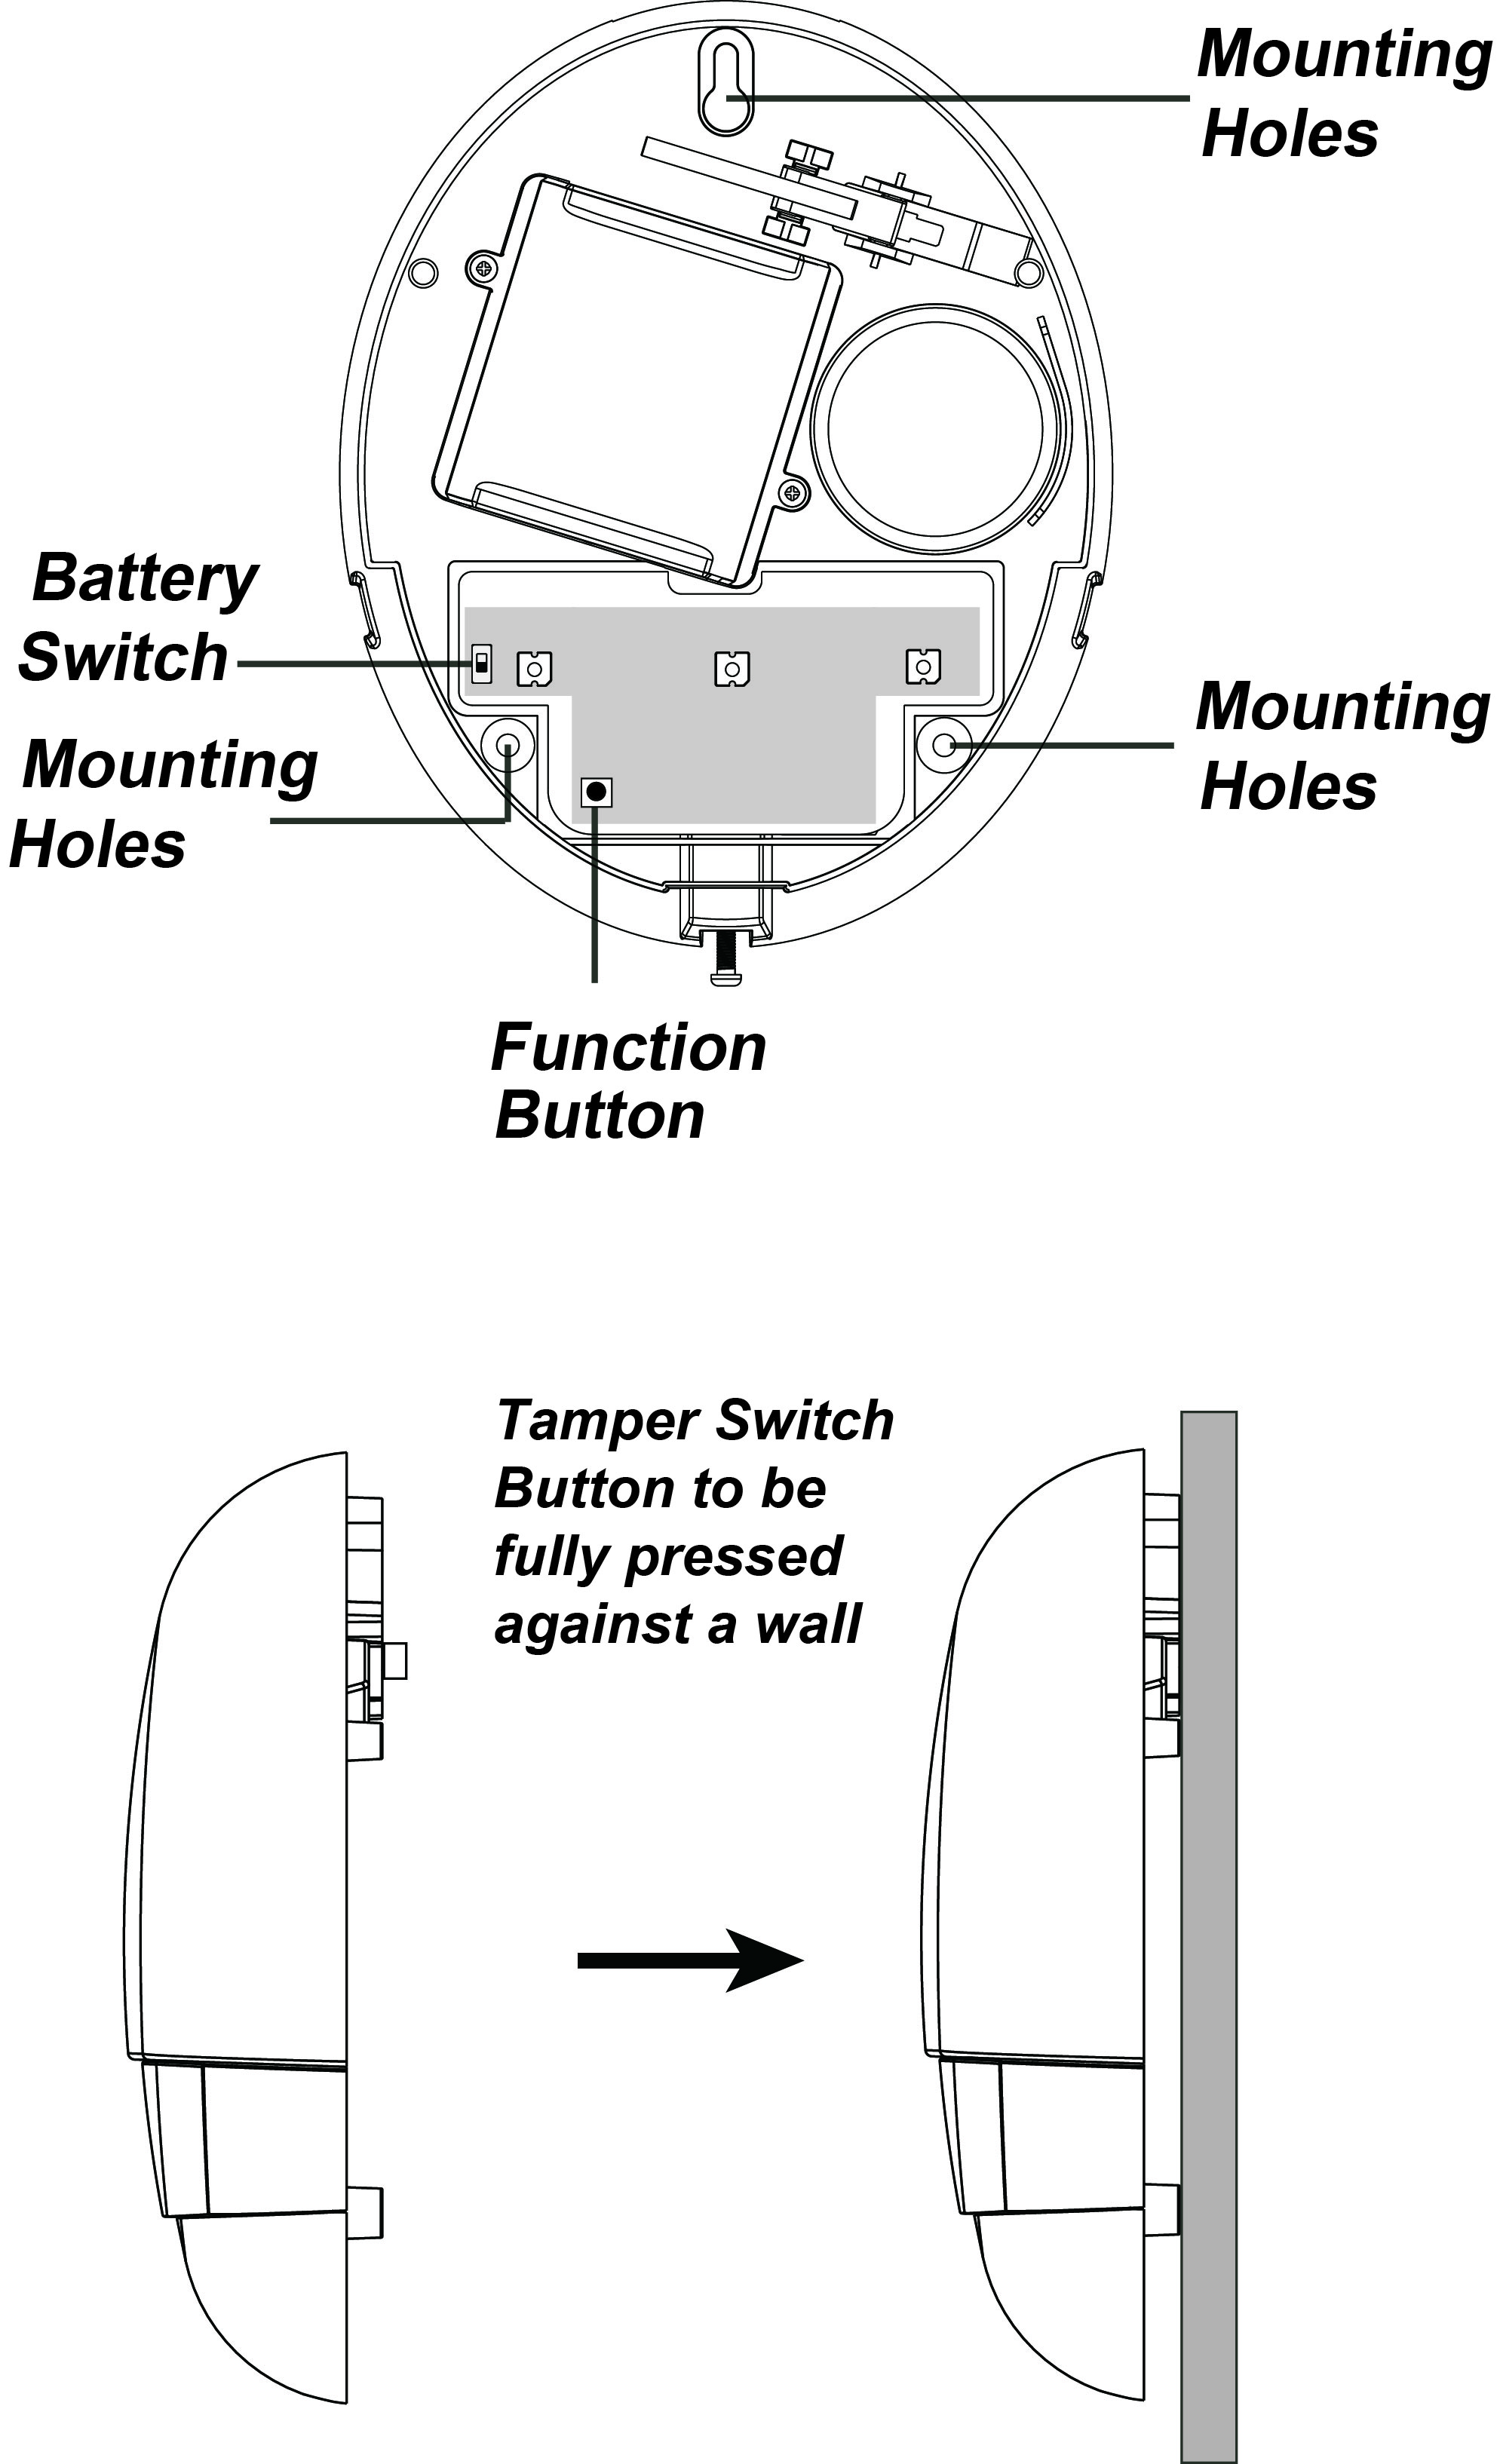 Mounting
Holes
Battery
Switch
Mounting
Holes
Mounting
Holes
Function
Button
Tamper Switch
Button to be
fully pressed
against a wall